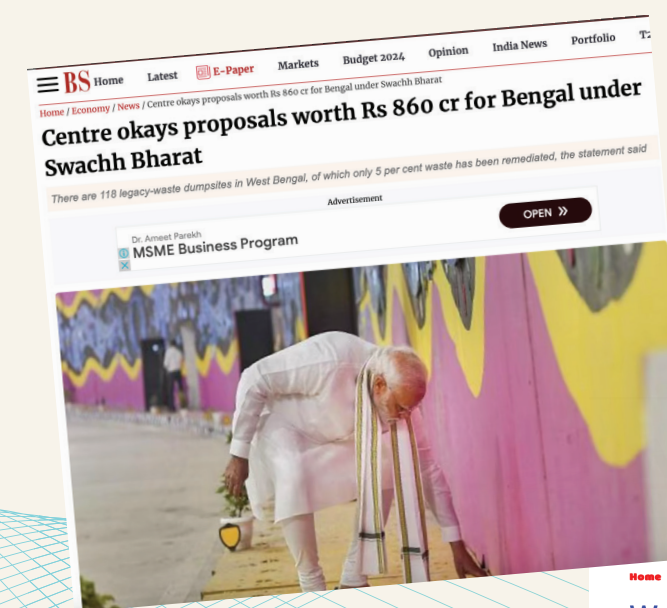 BS Home Latest E-Paper Markets Budget 2024 Opinion India News Portfolio
Home / Economy / News / Centre okays proposals worth Rs 860 cr for Bengal under Swachh Bharat
Centre okays proposals worth Rs 860 cr for Bengal under
Swachh Bharat
There are 118 legacy-waste dumpsites in West Bengal, of which only 5 per cent waste has been remediated, the statement said
Advertisement
Dr. Ameet Parekh
MSME Business Program
OPEN »
Home